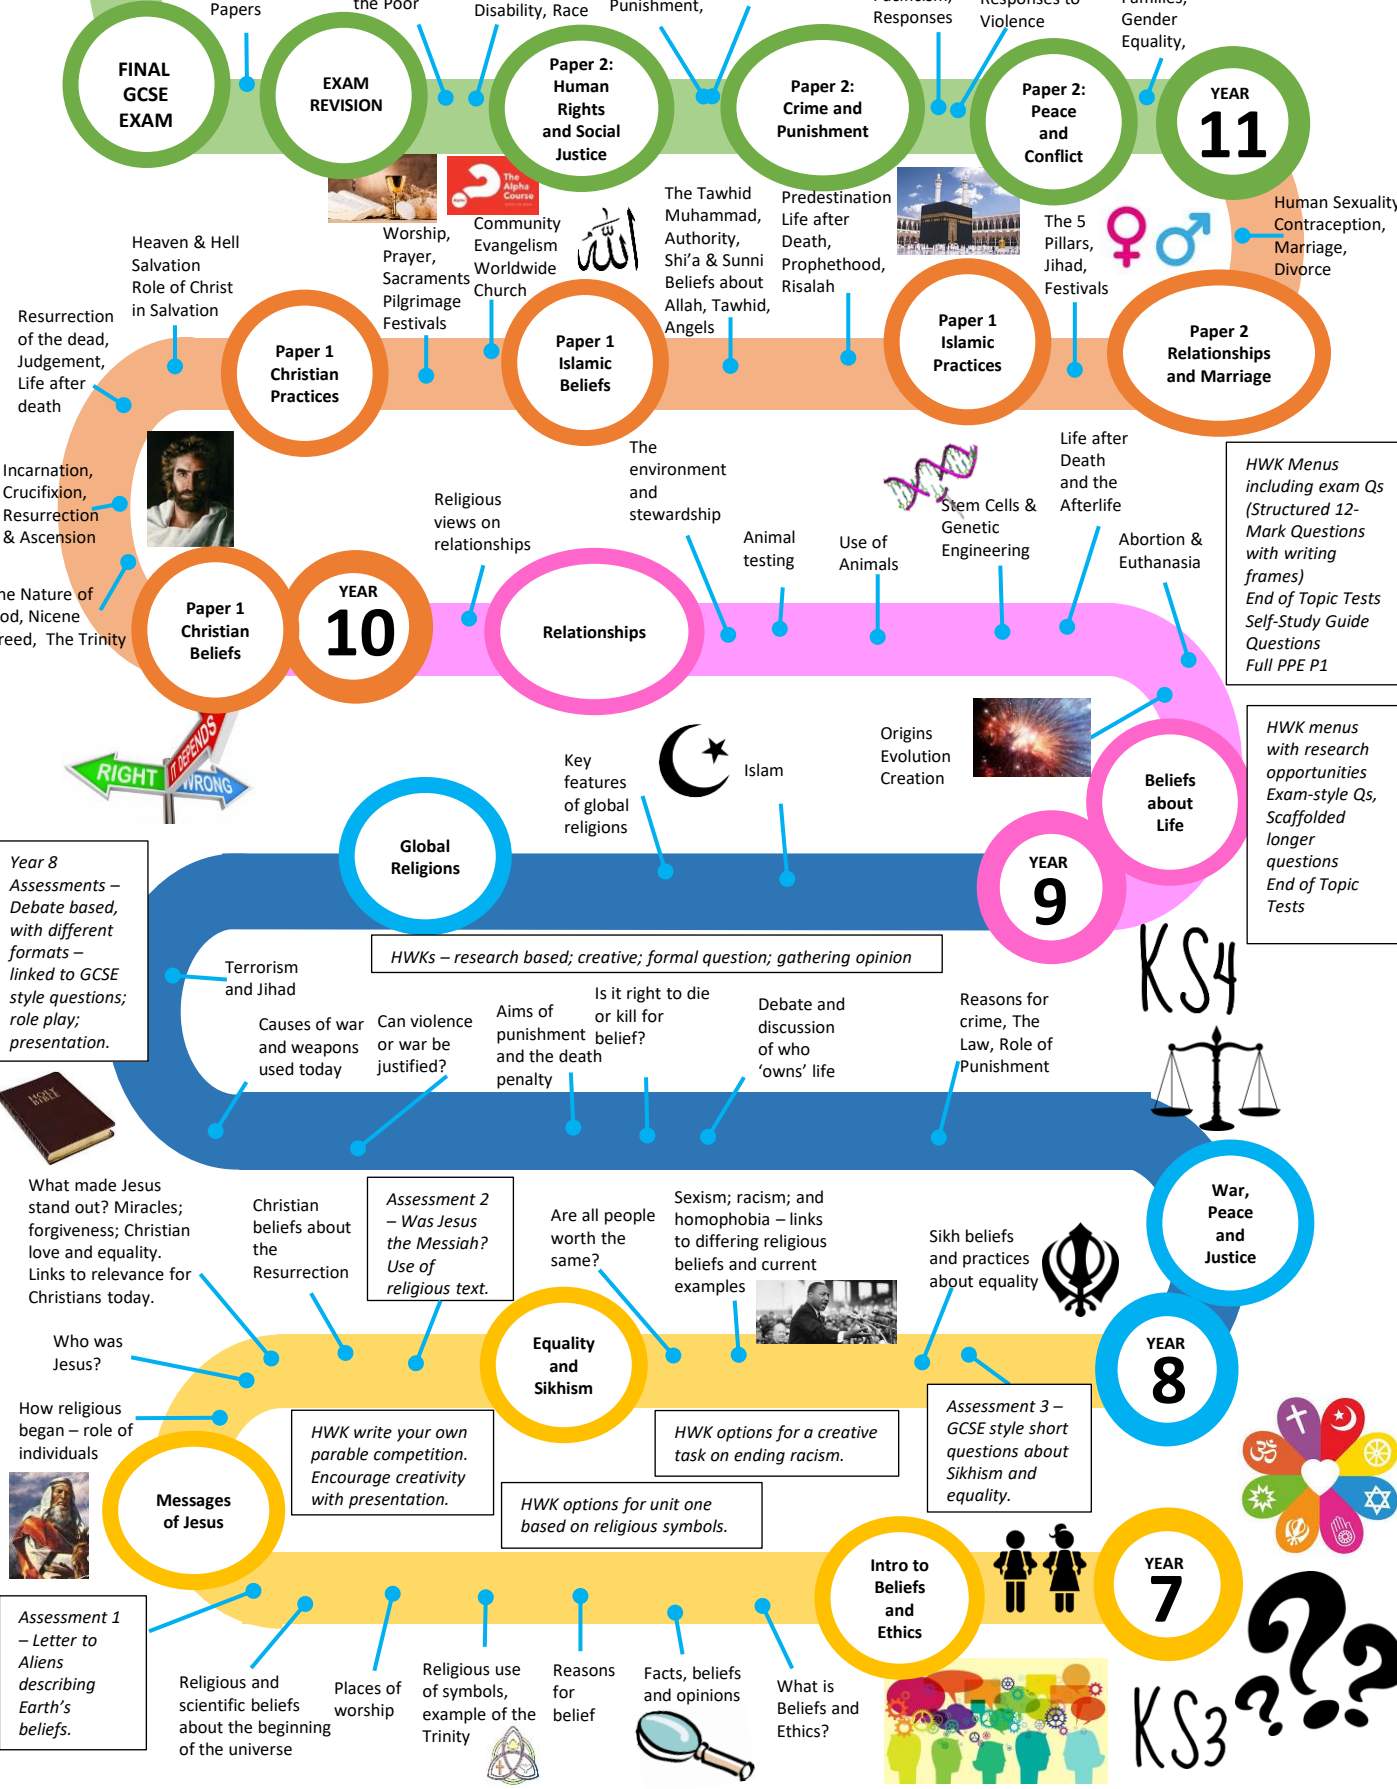 Papers
the Poor
Disability, Race
Punishment,
Responses
Responses to
Violence
Families,
Gender
Equality,
FINAL
GCSE
EXAM
EXAM
REVISION
Paper 2:
Human
Rights
and Social
Justice
Paper 2:
Crime and
Punishment
Paper 2:
Peace
and
Conflict
YEAR
11
The
Alpha
Course
Human Sexuality
Contraception,
Marriage,
Divorce
The 5
Pillars,
Jihad,
Festivals
Predestination
Life after
Death,
Prophethood,
Risalah
The Tawhid
Muhammad,
Authority,
Shi'a & Sunni
Beliefs about
Allah, Tawhid,
Angels
الله
Community
Evangelism
Worldwide
Church
Worship,
Prayer,
Sacraments
Pilgrimage
Festivals
Heaven & Hell
Salvation
Role of Christ
in Salvation
Resurrection
of the dead,
Judgement,
Life after
death
Paper 1
Christian
Practices
Paper 1
Islamic
Beliefs
Paper 1
Islamic
Practices
Paper 2
Relationships
and Marriage
Incarnation,
Crucifixion,
Resurrection
& Ascension
Nature of
Nicene
The Trinity
Paper 1
Christian
Beliefs
YEAR
10
Religious
views on
relationships
Relationships
The
environment
and
stewardship
Animal
testing
Use of
Animals
Stem Cells &
Genetic
Engineering
Life after
Death
and the
Afterlife
Abortion &
Euthanasia
HWK Menus
including exam Qs
(Structured 12-
Mark Questions
with writing
frames)
End of Topic Tests
Self-Study Guide
Questions
Full PPE P1
RIGHT
IT DEPENDS
WRONG
Key
features
of global
religions
Islam
Origins
Evolution
Creation
Beliefs
about
Life
HWK menus
with research
opportunities
Exam-style Qs,
Scaffolded
longer
questions
End of Topic
Tests
Global
Religions
YEAR
9
Year 8
Assessments –
Debate based,
with different
formats –
linked to GCSE
style questions;
role play;
presentation.
HWKs – research based; creative; formal question; gathering opinion
KS4
Terrorism
and Jihad
Causes of war
and weapons
used today
Can violence
or war be
justified?
Aims of
punishment
and the death
penalty
Is it right to die
or kill for
belief?
Debate and
discussion
of who
'owns' life
Reasons for
crime, The
Law, Role of
Punishment
HOLY
BIBLE
War,
Peace
and
Justice
What made Jesus
stand out? Miracles;
forgiveness; Christian
love and equality.
Links to relevance for
Christians today.
Christian
beliefs about
the
Resurrection
Assessment 2
– Was Jesus
the Messiah?
Use of
religious text.
Are all people
worth the
same?
Sexism; racism; and
homophobia – links
to differing religious
beliefs and current
examples
Sikh beliefs
and practices
about equality
Who was
Jesus?
Equality
and
Sikhism
YEAR
8
How religious
began – role of
individuals
HWK write your own
parable competition.
Encourage creativity
with presentation.
HWK options for a creative
task on ending racism.
Assessment 3 –
GCSE style short
questions about
Sikhism and
equality.
Messages
of Jesus
HWK options for unit one
based on religious symbols.
Intro to
Beliefs
and
Ethics
YEAR
7
Assessment 1
– Letter to
Aliens
describing
Earth's
beliefs.
Religious and
scientific beliefs
about the beginning
of the universe
Places of
worship
Religious use
of symbols,
example of the
Trinity
Reasons
for
belief
Facts, beliefs
and opinions
What is
Beliefs and
Ethics?
KS3
???